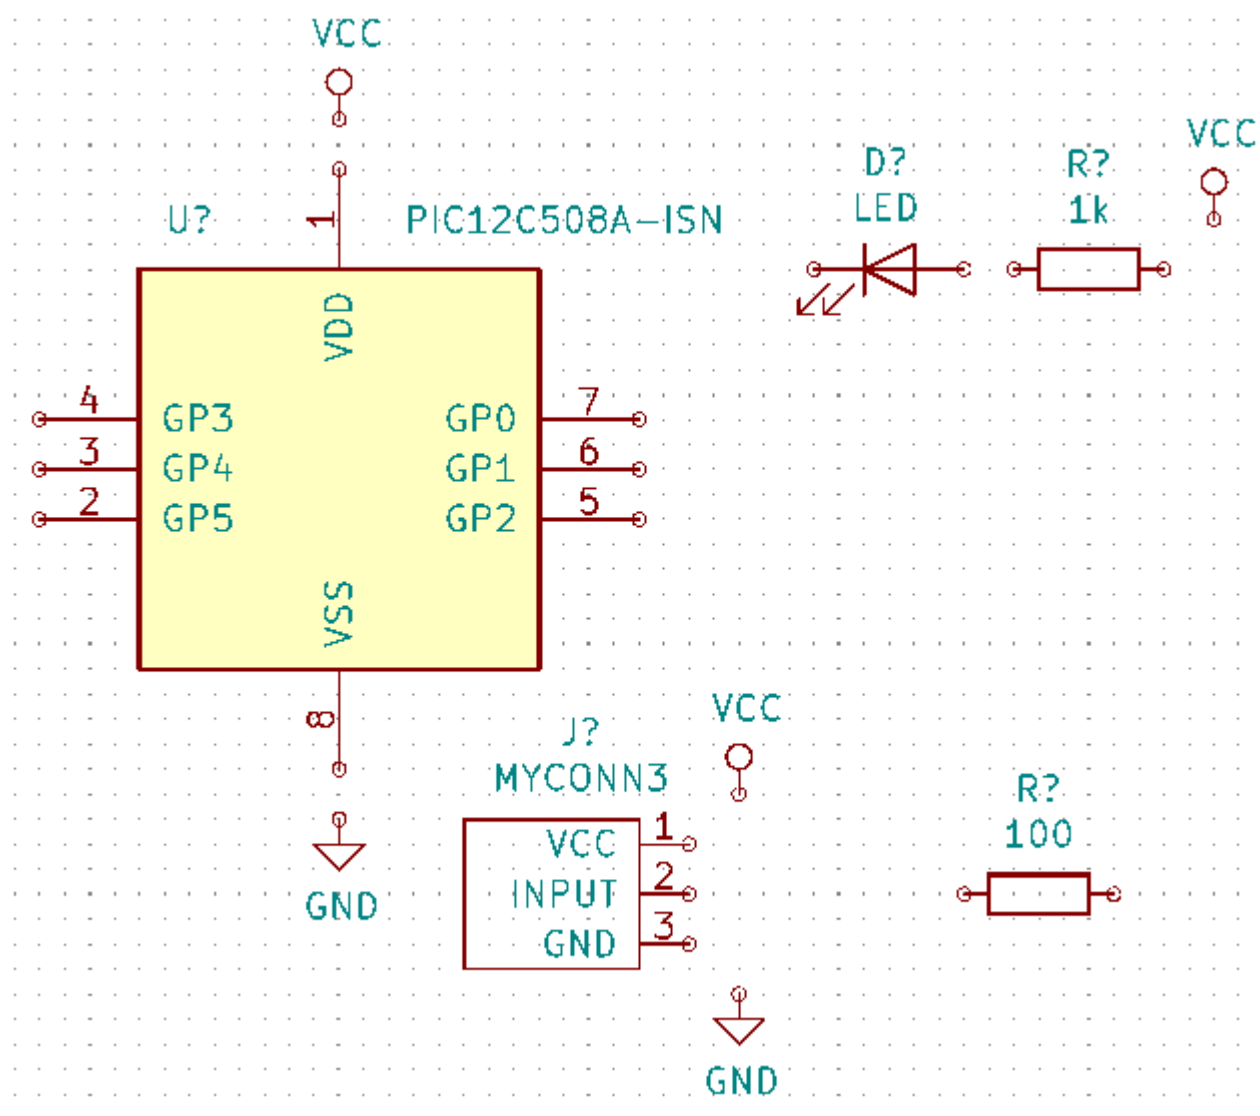 VCC
VCC
D?
R?
LED
1k
U?
1
PIC12C508A-ISN
VDD
4
GP3
GP0
7
3
GP4
GP1
6
2
GP5
GP2
5
VSS
8
VCC
J?
MYCONN3
R?
100
VCC
1
INPUT
2
GND
3
GND
GND